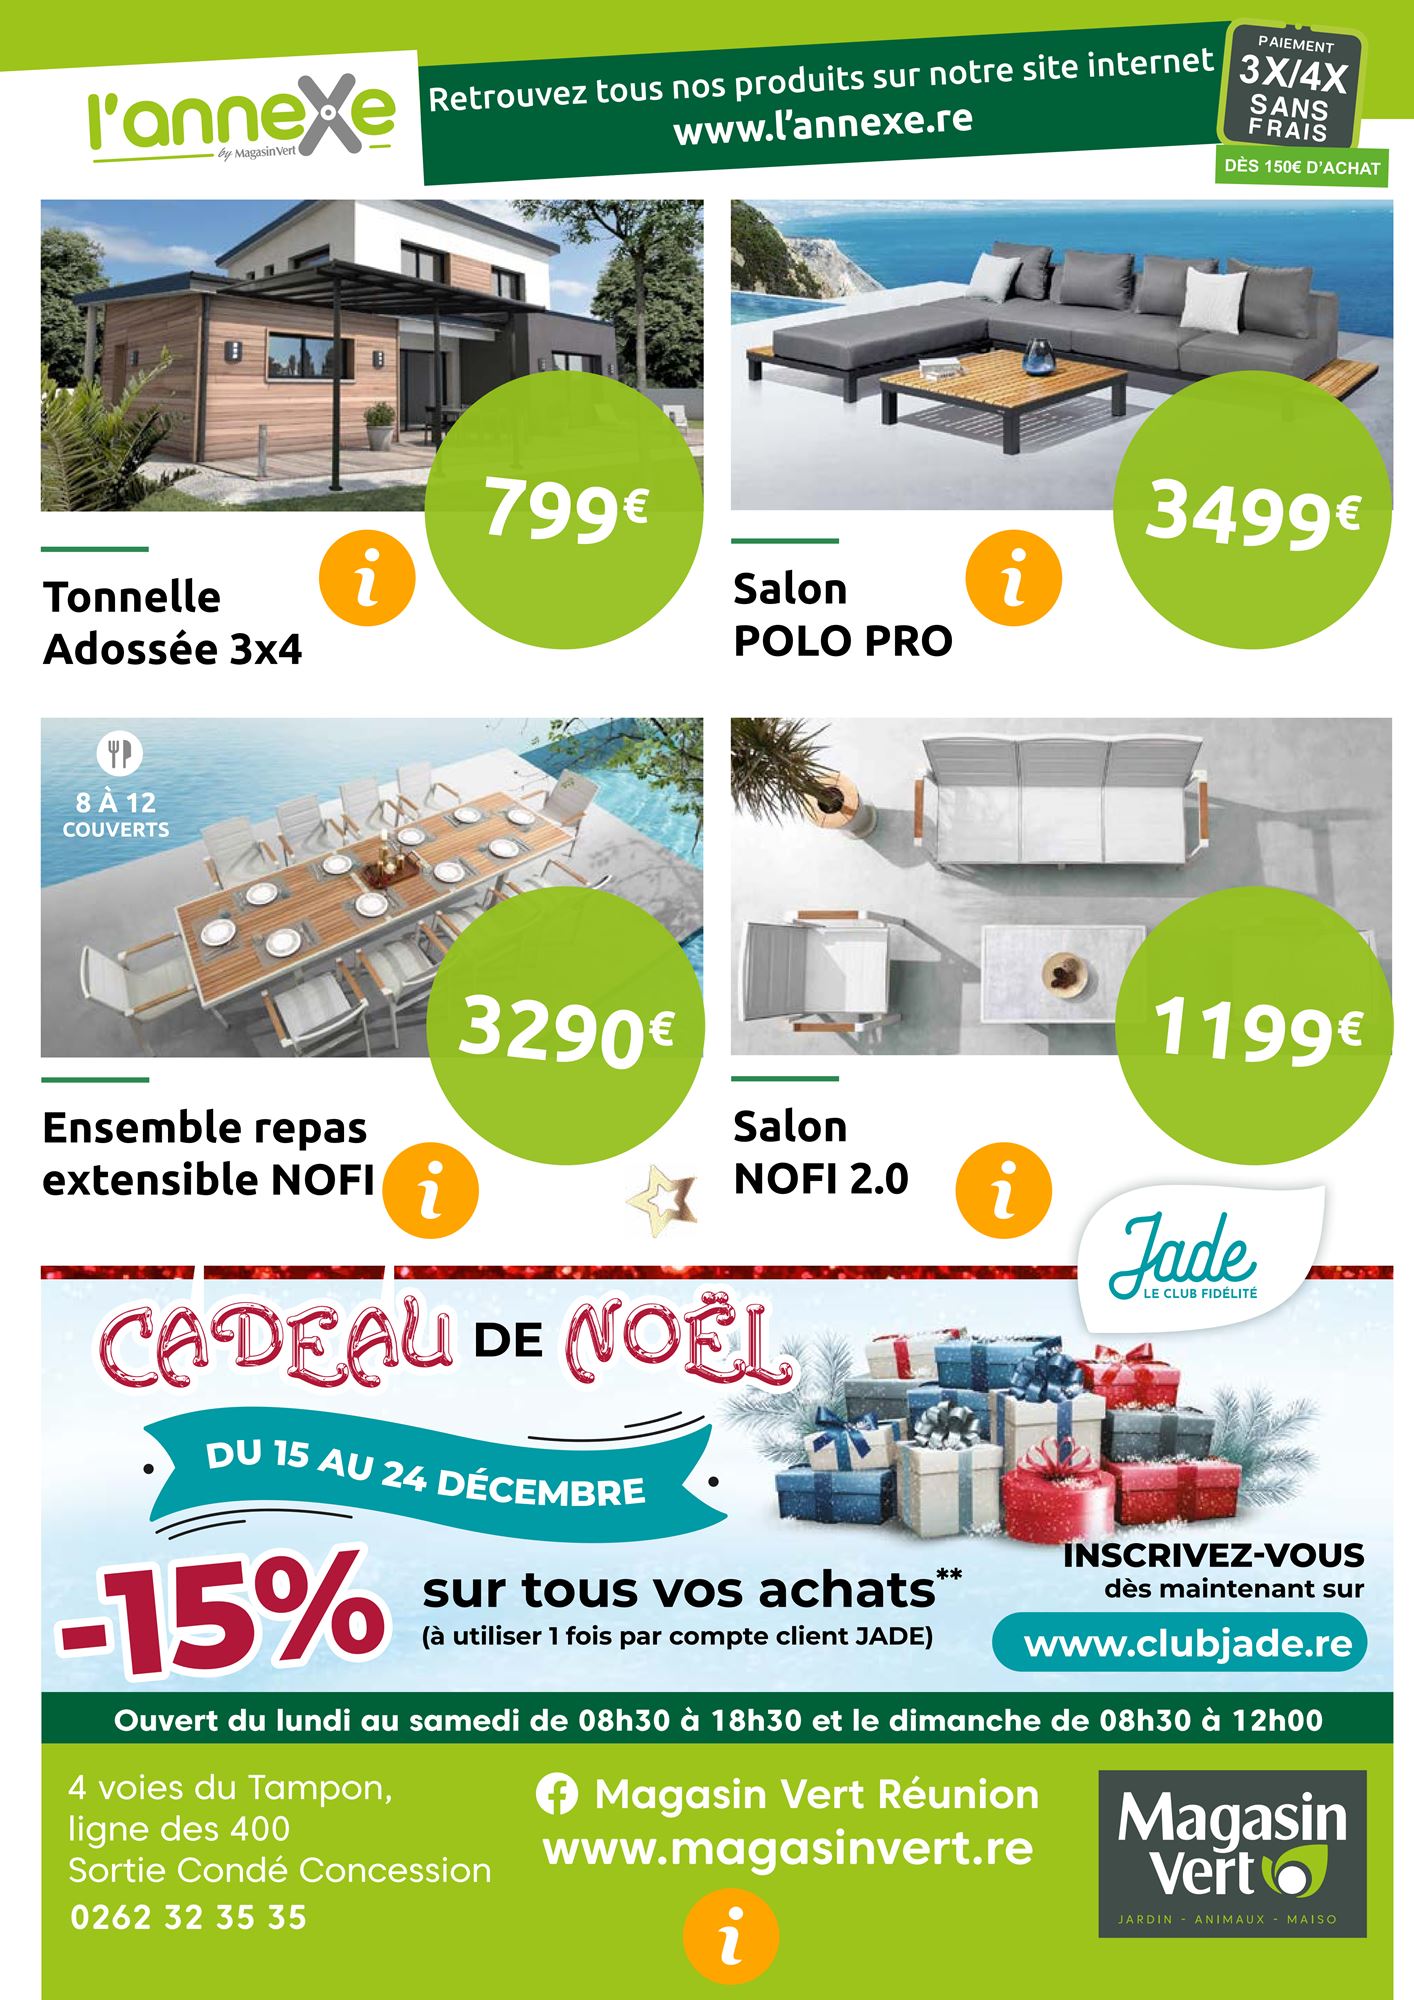 l'annexe
by Magasin Vert
Retrouvez tous nos produits sur notre site internet
www.l'annexe.re
PAIEMENT
3X/4X
SANS
FRAIS
DÈS 150€ D'ACHAT
799€
i
Tonnelle
Adossée 3x4
3499€
i
Salon
POLO PRO
8 À 12
COUVERTS
3290€
Ensemble repas
extensible NOFI
i
1199€
Salon
NOFI 2.0
i
Jade
LE CLUB FIDÉLITÉ
CADEAU DE NOËL
DU 15 AU 24 DÉCEMBRE
-15%
sur tous vos achats**
(à utiliser 1 fois par compte client JADE)
INSCRIVEZ-VOUS
dès maintenant sur
www.clubjade.re
Ouvert du lundi au samedi de 08h30 à 18h30 et le dimanche de 08h30 à 12h00
4 voies du Tampon,
ligne des 400
Sortie Condé Concession
0262 32 35 35
Magasin Vert Réunion
www.magasinvert.re
i
Magasin
Vert
JARDIN - ANIMAUX - MAISO